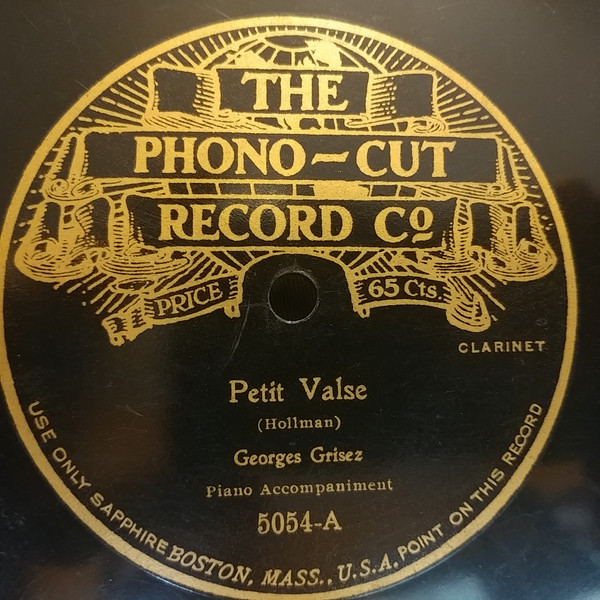 THE
PHONO-CUT
RECORD Co
PRICE 65 Cts.
CLARINET
Petit Valse
(Hollman)
Georges Grisez
Piano Accompaniment
5054-A
USE ONLY SAPPHIRE POINT ON THIS RECORD
BOSTON, MASS., U.S.A.